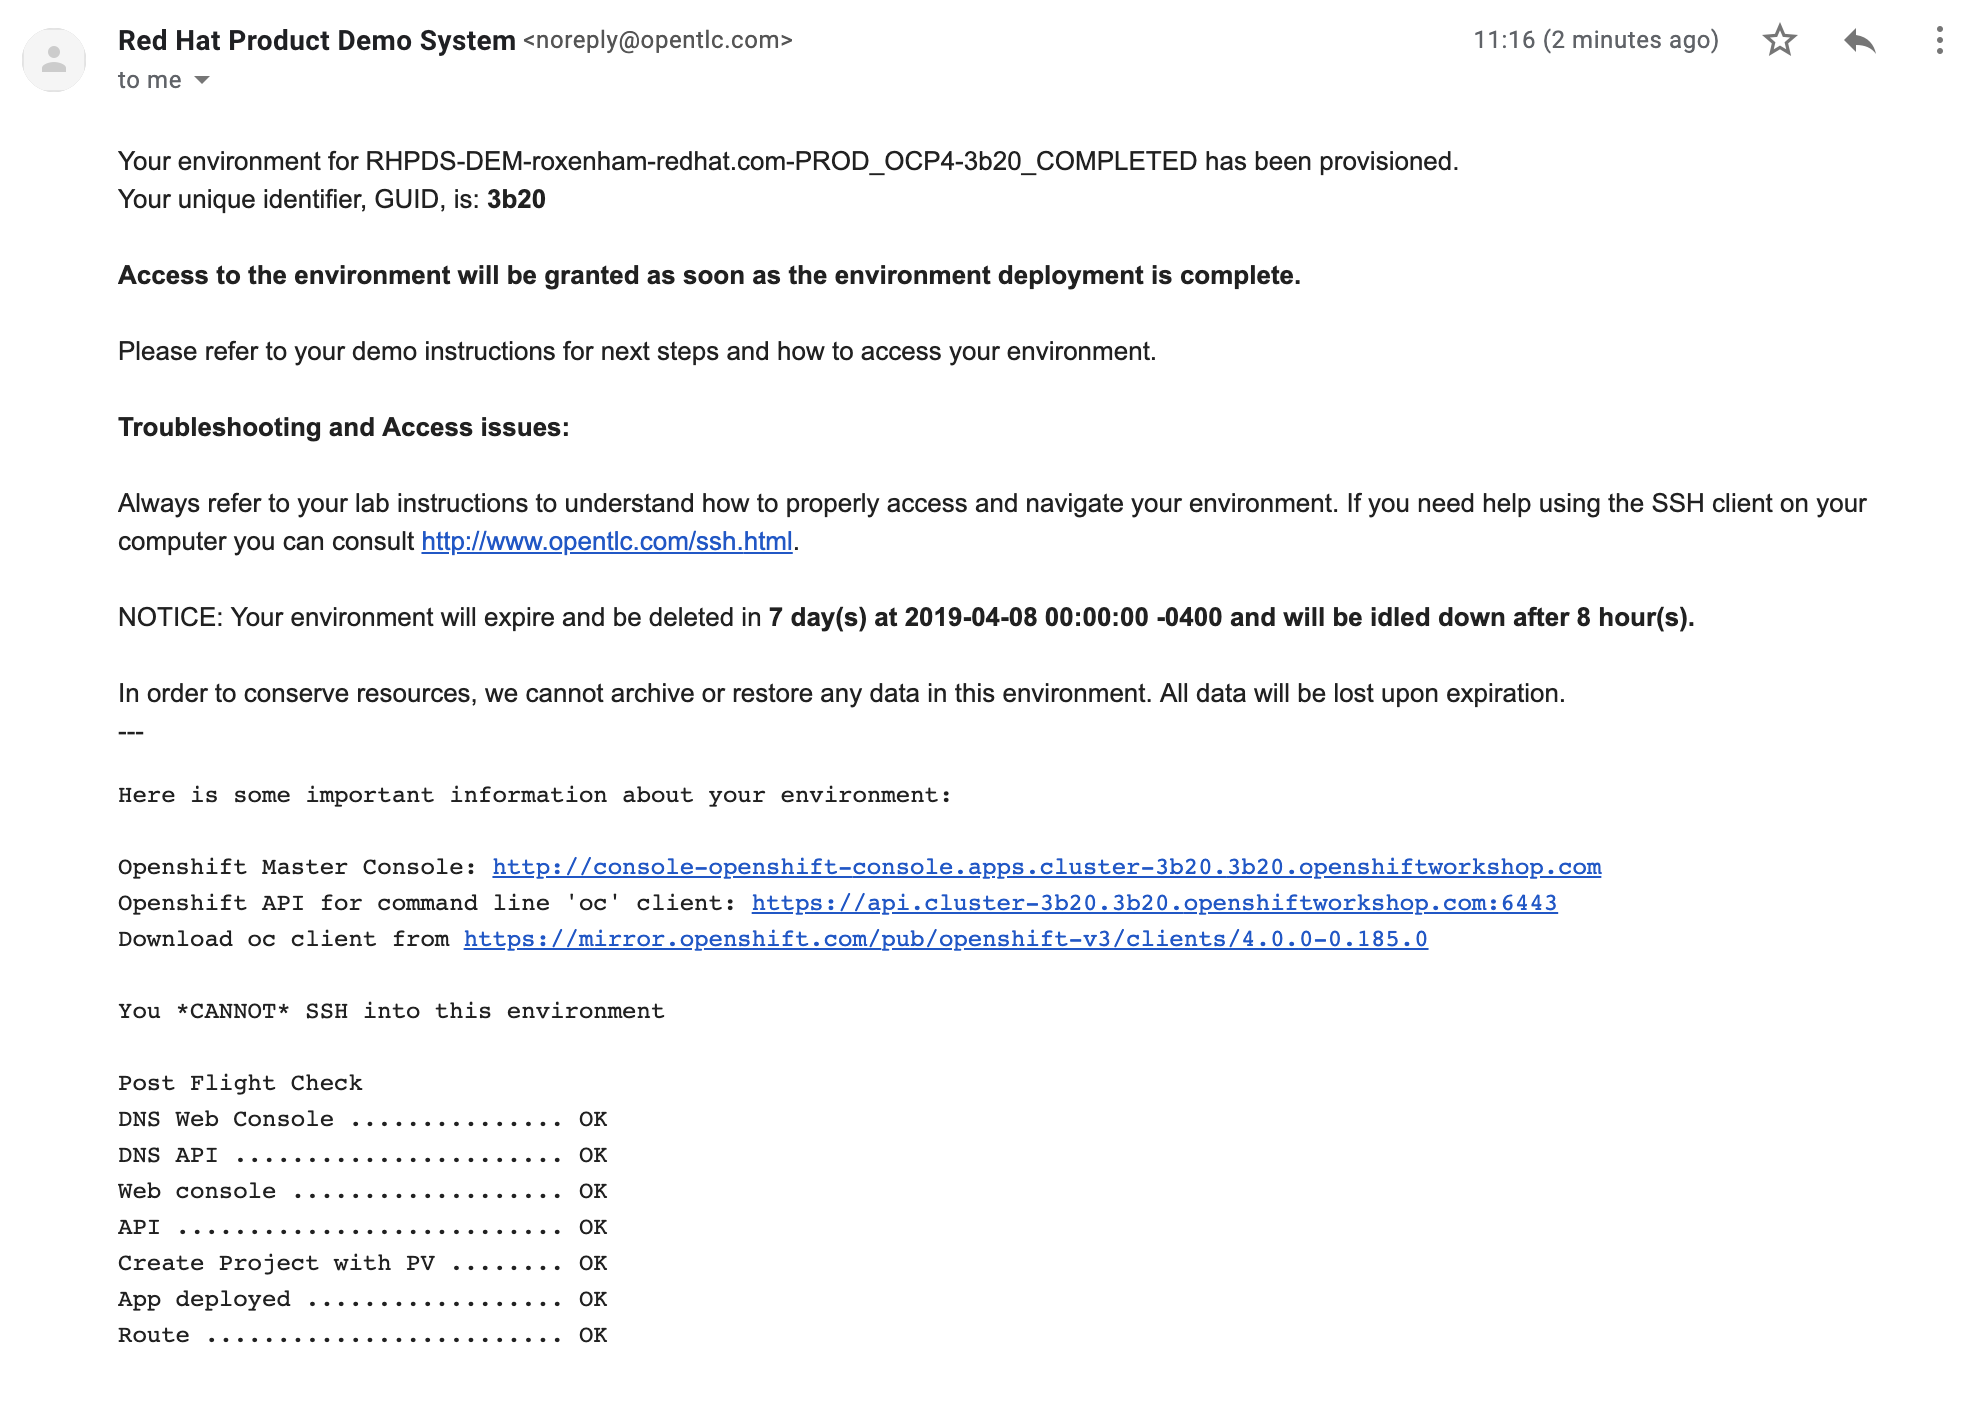 Red Hat Product Demo System <noreply@opentlc.com>
11:16 (2 minutes ago)
to me
Your environment for RHPDS-DEM-roxenham-redhat.com-PROD_OCP4-3b20_COMPLETED has been provisioned.
Your unique identifier, GUID, is: 3b20
Access to the environment will be granted as soon as the environment deployment is complete.
Please refer to your demo instructions for next steps and how to access your environment.
Troubleshooting and Access issues:
Always refer to your lab instructions to understand how to properly access and navigate your environment. If you need help using the SSH client on your
computer you can consult http://www.opentlc.com/ssh.html.
NOTICE: Your environment will expire and be deleted in 7 day(s) at 2019-04-08 00:00:00 -0400 and will be idled down after 8 hour(s).
In order to conserve resources, we cannot archive or restore any data in this environment. All data will be lost upon expiration.
---
Here is some important information about your environment:
Openshift Master Console: http://console-openshift-console.apps.cluster-3b20.3b20.openshiftworkshop.com
Openshift API for command line 'oc' client: https://api.cluster-3b20.3b20.openshiftworkshop.com:6443
Download oc client from https://mirror.openshift.com/pub/openshift-v3/clients/4.0.0-0.185.0
You *CANNOT* SSH into this environment
Post Flight Check
DNS Web Console ............... OK
DNS API ....................... OK
Web console ................... OK
API ........................... OK
Create Project with PV ........ OK
App deployed .................. OK
Route ......................... OK